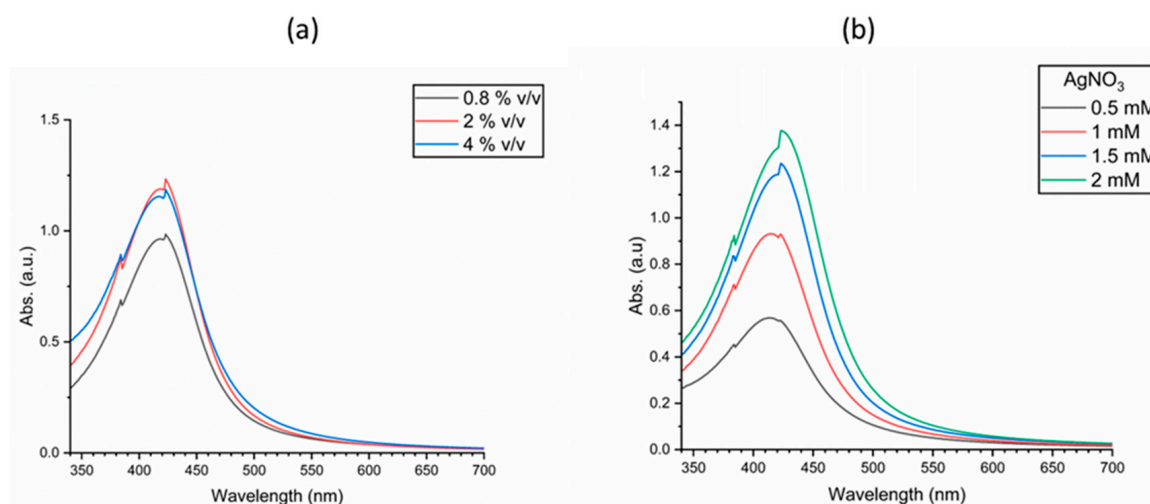 (a)
0.8 % v/v
2 % v/v
4 % v/v
1.5
1.0
0.5
0.0
Abs. (a.u.)
350 400 450 500 550 600 650 700
Wavelength (nm)
(b)
AgNO₃
0.5 mM
1 mM
1.5 mM
2 mM
1.4
1.2
1.0
0.8
0.6
0.4
0.2
0.0
Abs. (a.u)
350 400 450 500 550 600 650 700
Wavelength (nm)